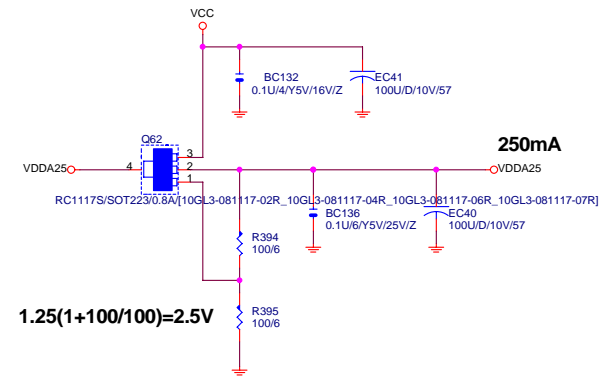 VCC
BC132
0.1U/4/Y5V/16V/Z
EC41
100U/D/10V/57
Q62
3
250mA
VDDA25
4
2
VDDA25
1
RC1117S/SOT223/0.8A/[10GL3-081117-02R_10GL3-081117-04R_10GL3-081117-06R_10GL3-081117-07R]
BC136
0.1U/6/Y5V/25V/Z
EC40
100U/D/10V/57
R394
100/6
1.25(1+100/100)=2.5V
R395
100/6